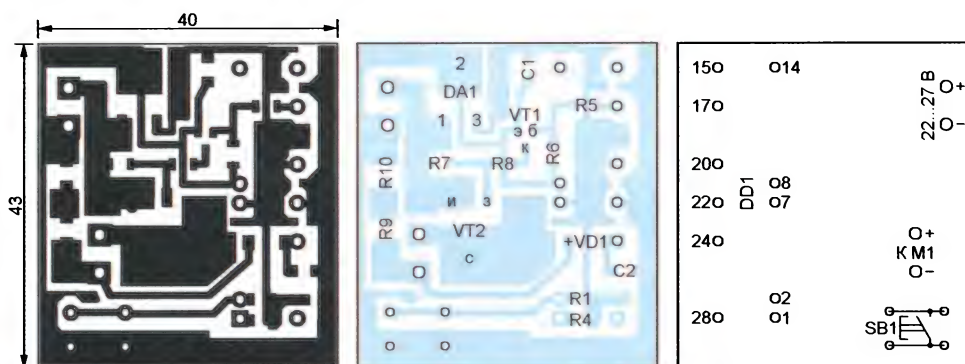 40
43
2
C1
DA1
R5
1
3
VT1
э б
к
R6
R7
R8
R10
и
з
R9
VT2
+VD1
с
C2
R1
R4
15
14
22...27 В
+
17
−
20
DD1
8
22
7
+
24
К М1
−
2
28
1
SB1